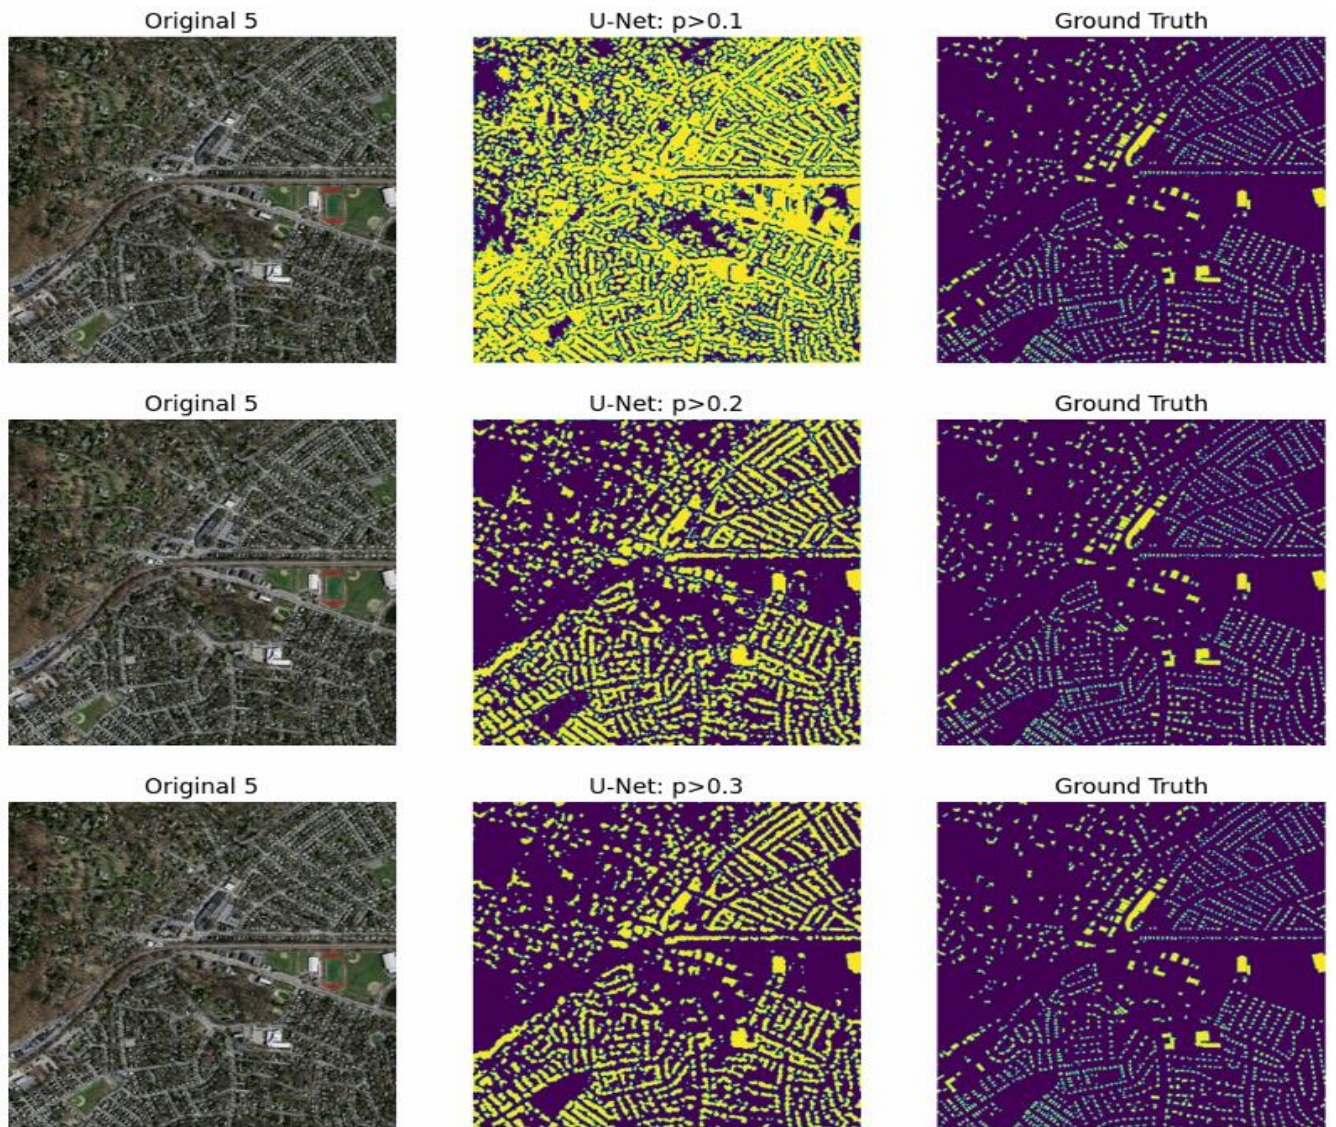 Original 5 U-Net: p>0.1 Ground Truth
Original 5 U-Net: p>0.2 Ground Truth
Original 5 U-Net: p>0.3 Ground Truth